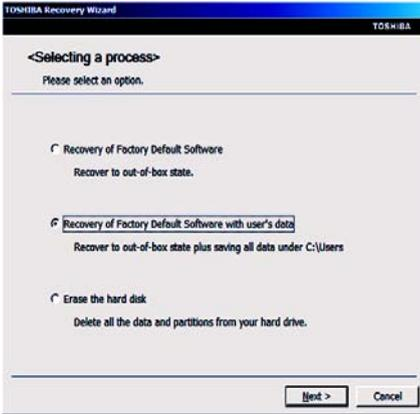 TOSHIBA Recovery Wizard
TOSHIBA
<Selecting a process>
Please select an option.
Recovery of Factory Default Software
Recover to out-of-box state.
Recovery of Factory Default Software with user's data
Recover to out-of-box state plus saving all data under C:\Users
Erase the hard disk
Delete all the data and partitions from your hard drive.
Next >
Cancel